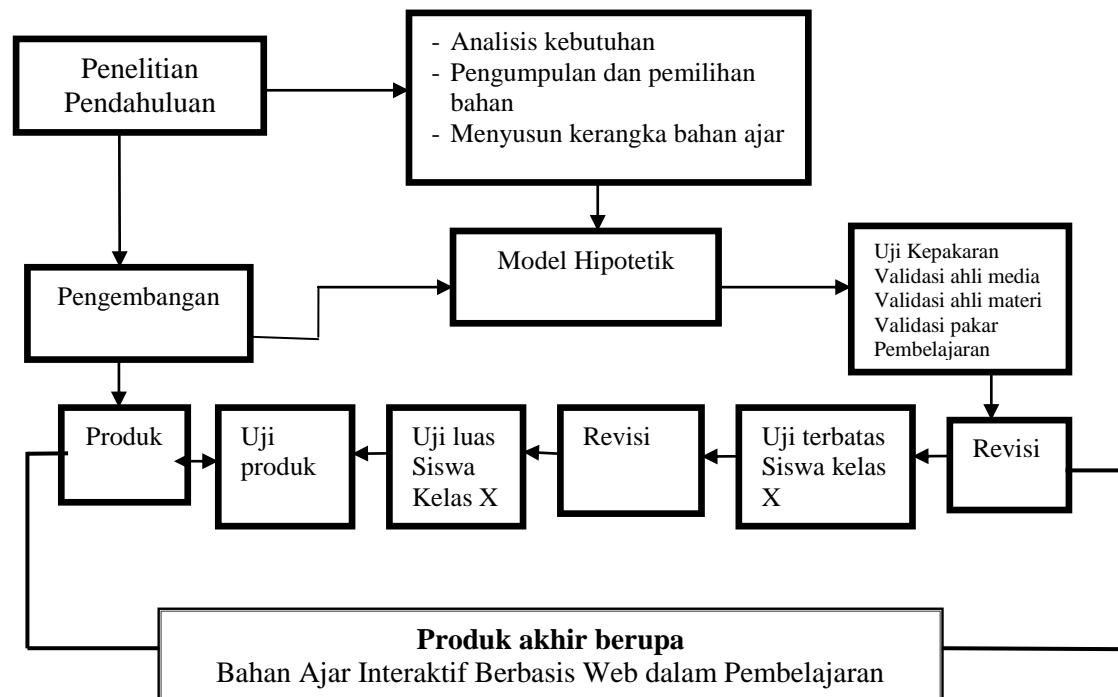 Penelitian
Pendahuluan
- Analisis kebutuhan
- Pengumpulan dan pemilihan
bahan
- Menyusun kerangka bahan ajar
Pengembangan
Model Hipotetik
Uji Kepakaran
Validasi ahli media
Validasi ahli materi
Validasi pakar
Pembelajaran
Produk
Uji
produk
Uji luas
Siswa
Kelas X
Revisi
Uji terbatas
Siswa kelas
X
Revisi
Produk akhir berupa
Bahan Ajar Interaktif Berbasis Web dalam Pembelajaran